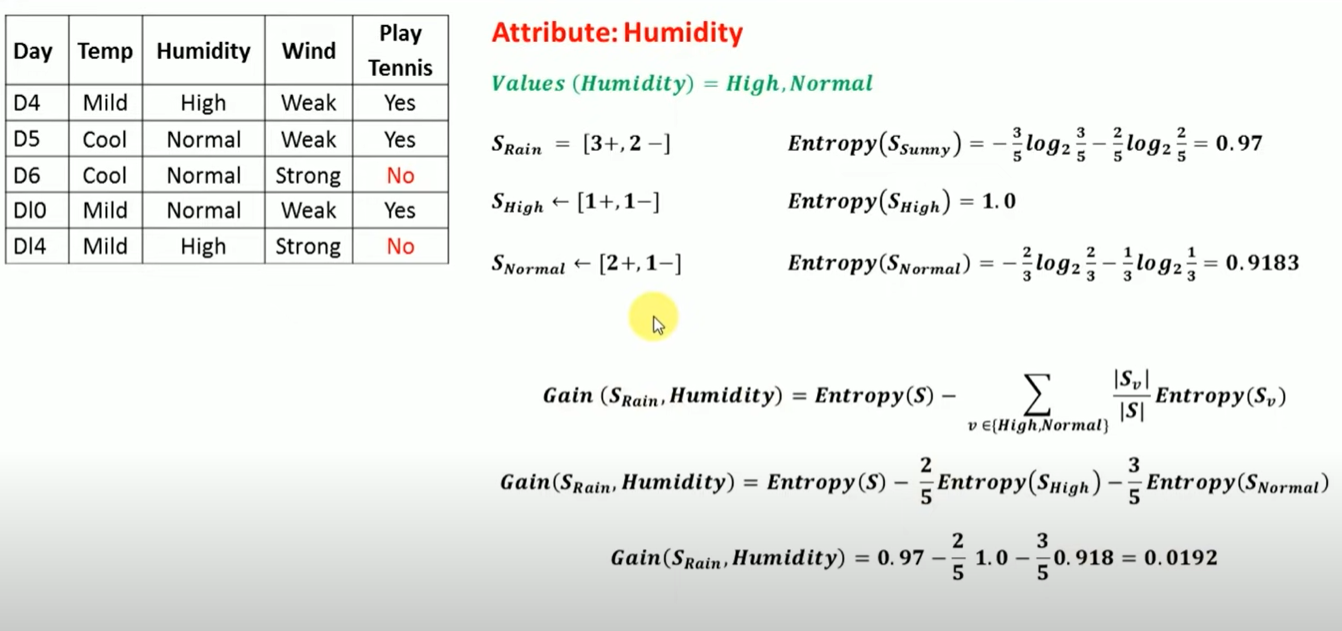 Day Temp Humidity Wind Play Tennis
D4 Mild High Weak Yes
D5 Cool Normal Weak Yes
D6 Cool Normal Strong No
Dl0 Mild Normal Weak Yes
Dl4 Mild High Strong No
Attribute: Humidity
Values (Humidity) = High, Normal
S_Rain = [3+, 2 −] Entropy(S_Sunny) = −3/5 log₂ 3/5 − 2/5 log₂ 2/5 = 0.97
S_High ← [1+, 1−] Entropy(S_High) = 1.0
S_Normal ← [2+, 1−] Entropy(S_Normal) = −2/3 log₂ 2/3 − 1/3 log₂ 1/3 = 0.9183
Gain (S_Rain, Humidity) = Entropy(S) − ∑ v ∈{High,Normal} |S_v|/|S| Entropy(S_v)
Gain(S_Rain, Humidity) = Entropy(S) − 2/5 Entropy(S_High) − 3/5 Entropy(S_Normal)
Gain(S_Rain, Humidity) = 0.97 − 2/5 1.0 − 3/5 0.918 = 0.0192